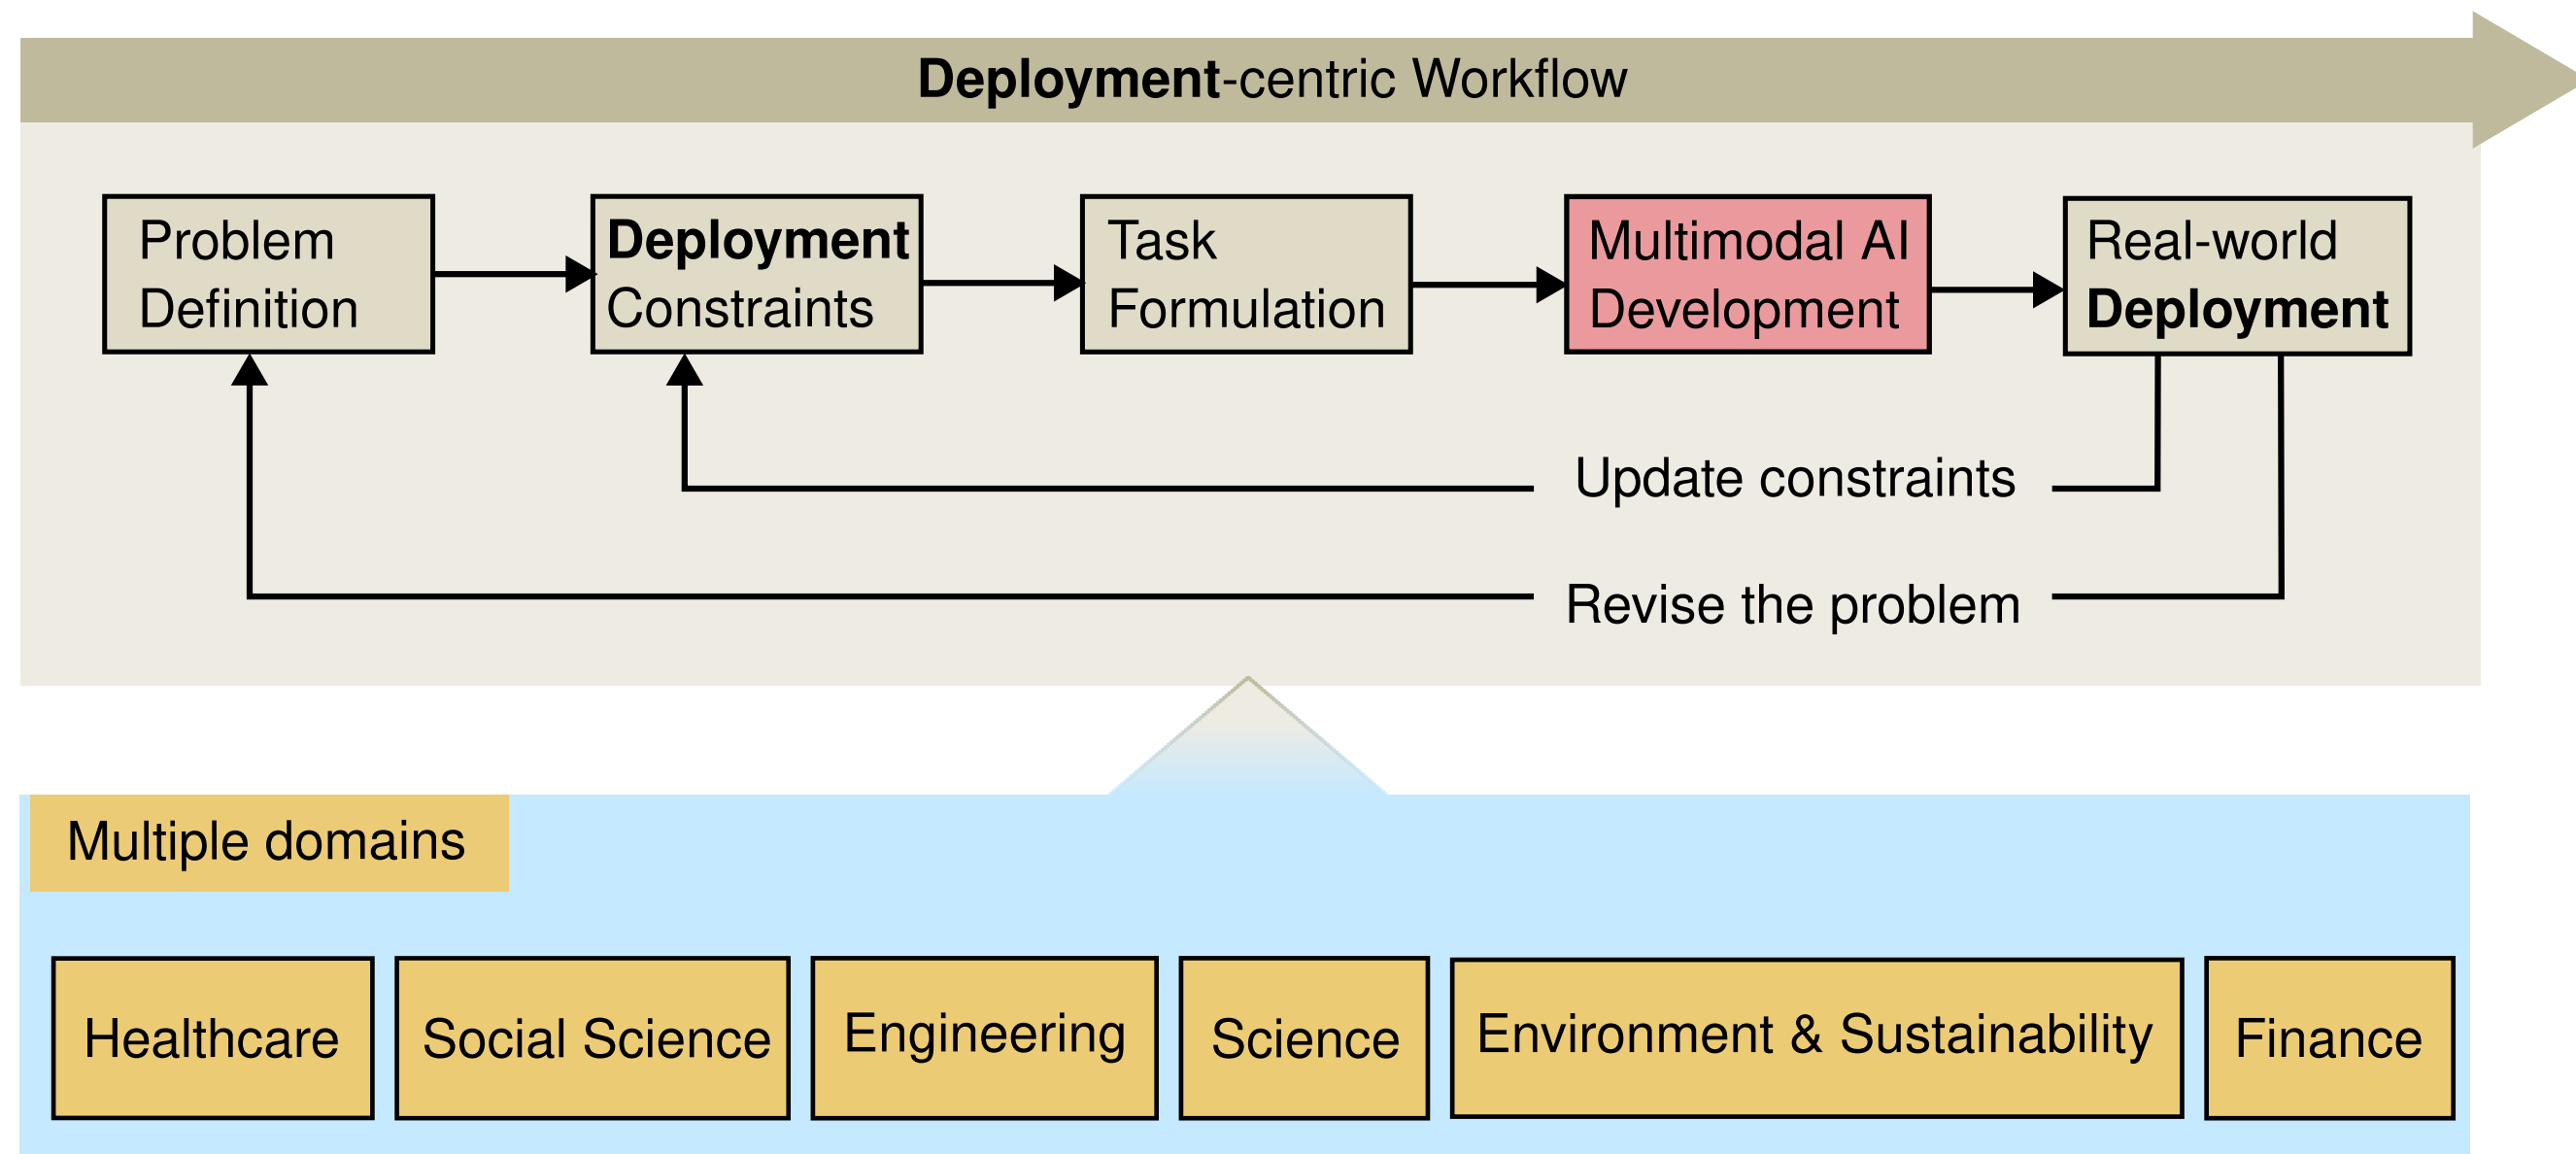 Deployment-centric Workflow
Problem
Definition
Deployment
Constraints
Task
Formulation
Multimodal AI
Development
Real-world
Deployment
Update constraints
Revise the problem
Multiple domains
Healthcare
Social Science
Engineering
Science
Environment & Sustainability
Finance